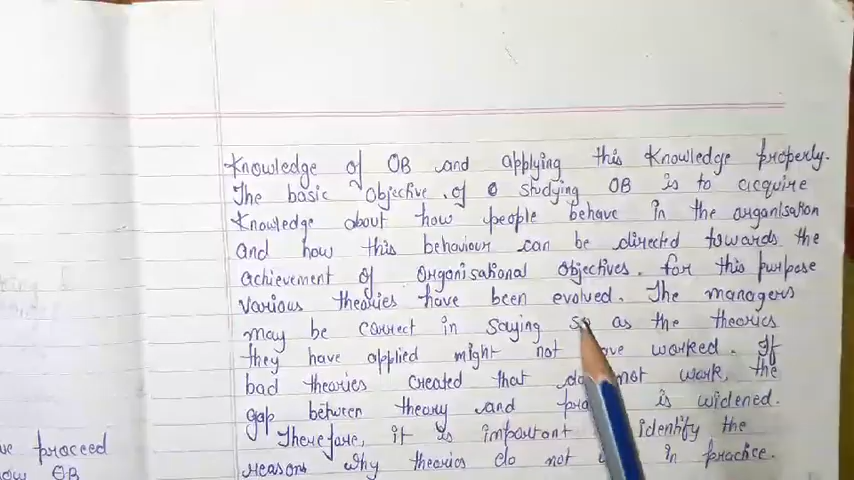 Knowledge of OB and applying this knowledge properly.
The basic objective of studying OB is to acquire
knowledge about how people behave in the organisation
and how this behaviour can be directed towards the
achievement of organisational objectives. for this purpose
various theories have been evolved. The managers
may be correct in saying so as the theories
they have applied might not have worked. If
bad theories created that do not work, the
gap between theory and is widened.
Therefore, it is important identify the
reasons why theories do not in practice.
proceed
OB